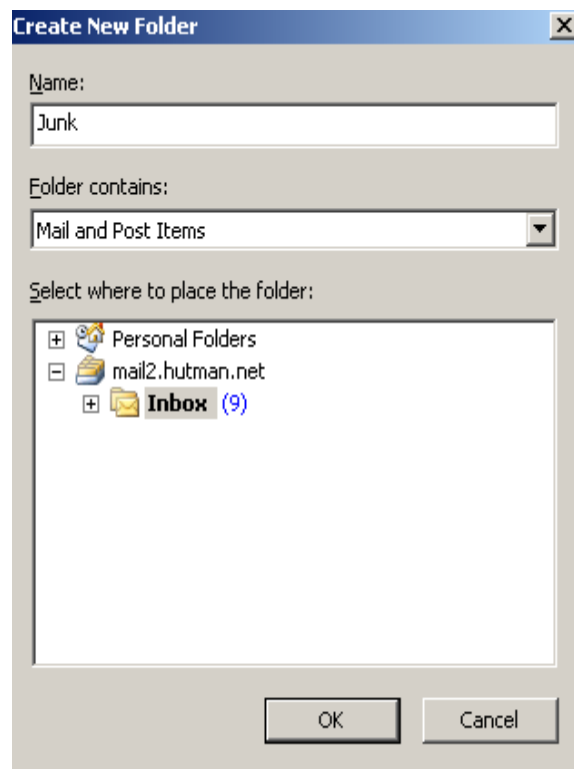 Create New Folder
Name:
Junk
Folder contains:
Mail and Post Items
Select where to place the folder:
Personal Folders
mail2.hutman.net
Inbox (9)
OK Cancel